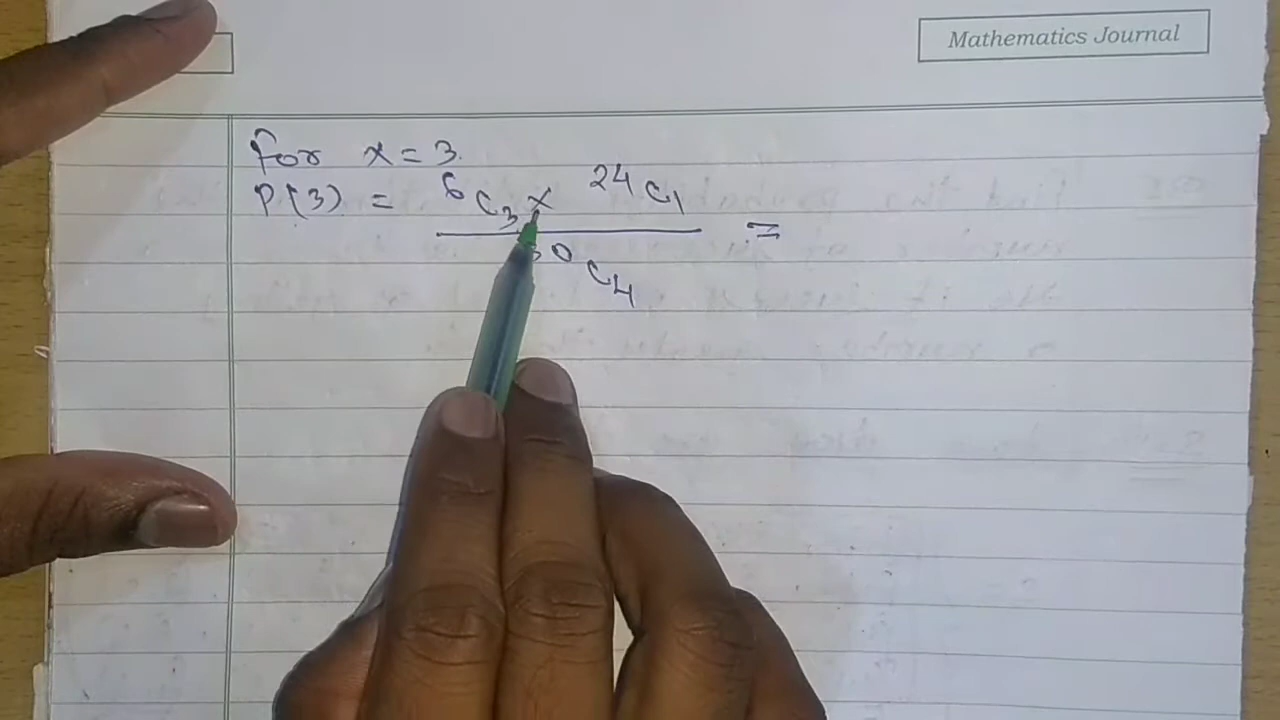 Mathematics Journal
for x = 3.
P(3) = ⁶C₃ × ²⁴C₁ / ³⁰C₄ =